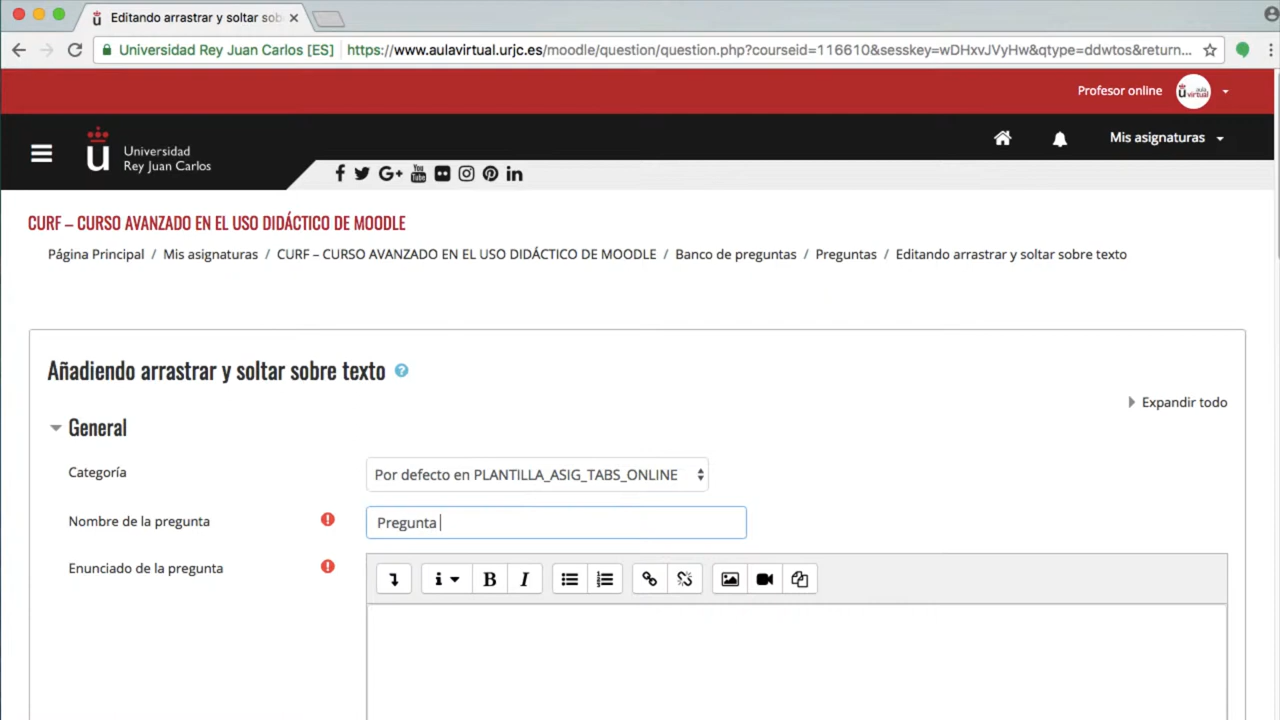 Editando arrastrar y soltar sob
Universidad Rey Juan Carlos [ES] https://www.aulavirtual.urjc.es/moodle/question/question.php?courseid=116610&sesskey=wDHxvJVyHw&qtype=ddwtos&return...
Profesor online
Universidad
Rey Juan Carlos
Mis asignaturas
CURF – CURSO AVANZADO EN EL USO DIDÁCTICO DE MOODLE
Página Principal / Mis asignaturas / CURF – CURSO AVANZADO EN EL USO DIDÁCTICO DE MOODLE / Banco de preguntas / Preguntas / Editando arrastrar y soltar sobre texto
Añadiendo arrastrar y soltar sobre texto
Expandir todo
General
Categoría
Por defecto en PLANTILLA_ASIG_TABS_ONLINE
Nombre de la pregunta
Pregunta
Enunciado de la pregunta